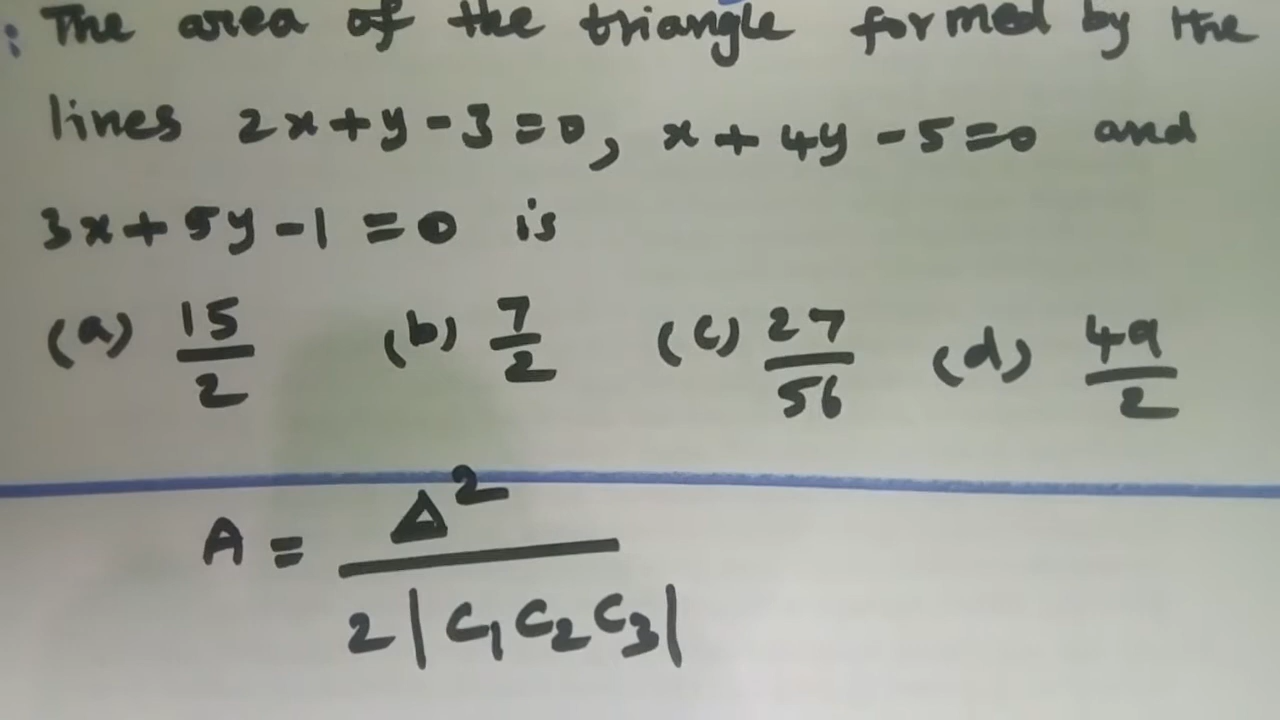 : The area of the triangle formed by the
lines 2x+y-3=0, x+4y-5=0 and
3x+5y-1=0 is
(a) 15/2 (b) 7/2 (c) 27/56 (d) 49/2
A = Δ²/2|C₁C₂C₃|